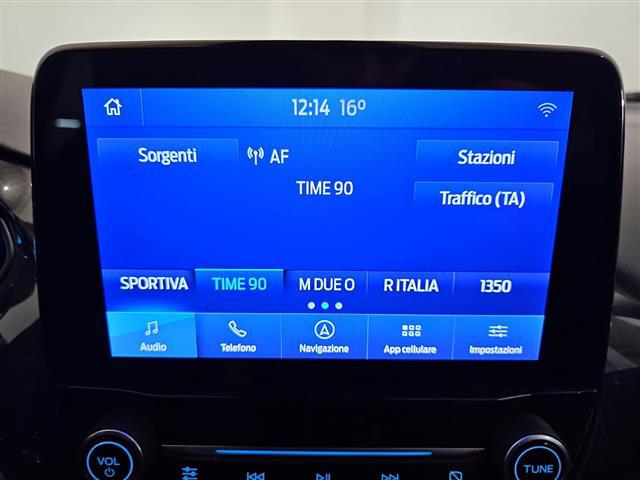 12:14 16°
Sorgenti AF Stazioni
TIME 90
Traffico (TA)
SPORTIVA TIME 90 M DUE O R ITALIA 1350
Audio Telefono Navigazione App cellulare Impostazioni
VOL TUNE